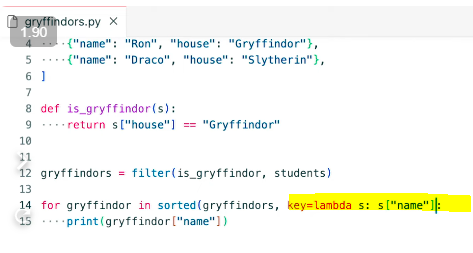 gryffindors.py ×
1.90
4 ····{"name": "Ron", "house": "Gryffindor"},
5 ····{"name": "Draco", "house": "Slytherin"},
6 ]
7
8 def is_gryffindor(s):
9 ····return s["house"] == "Gryffindor"
10
11
12 gryffindors = filter(is_gryffindor, students)
13
14 for gryffindor in sorted(gryffindors, key=lambda s: s["name"]:
15 ····print(gryffindor["name"])